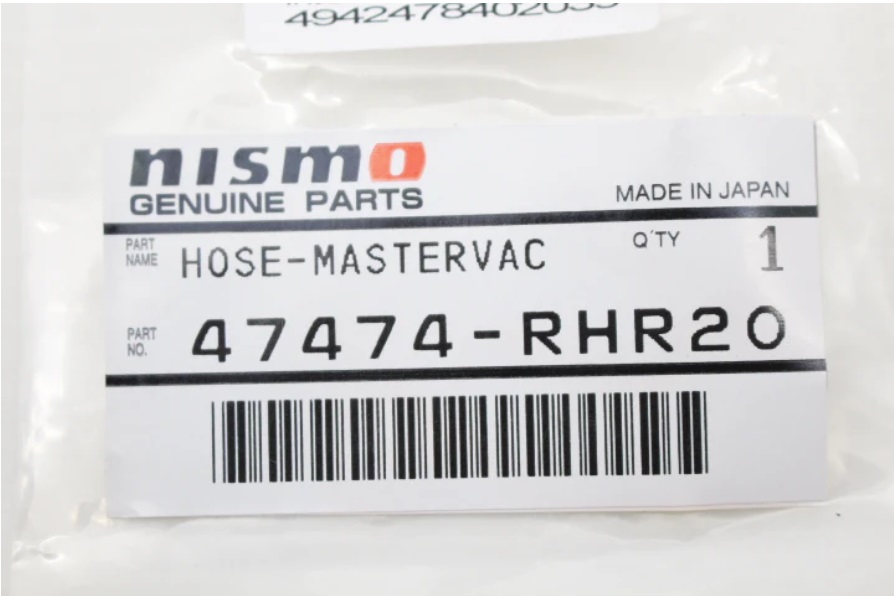 nismo
GENUINE PARTS
MADE IN JAPAN
PART NAME HOSE-MASTERVAC Q'TY 1
PART NO. 47474-RHR20